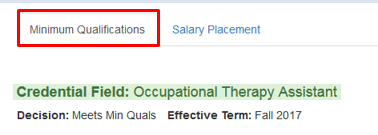 Minimum Qualifications Salary Placement
Credential Field: Occupational Therapy Assistant
Decision: Meets Min Quals Effective Term: Fall 2017